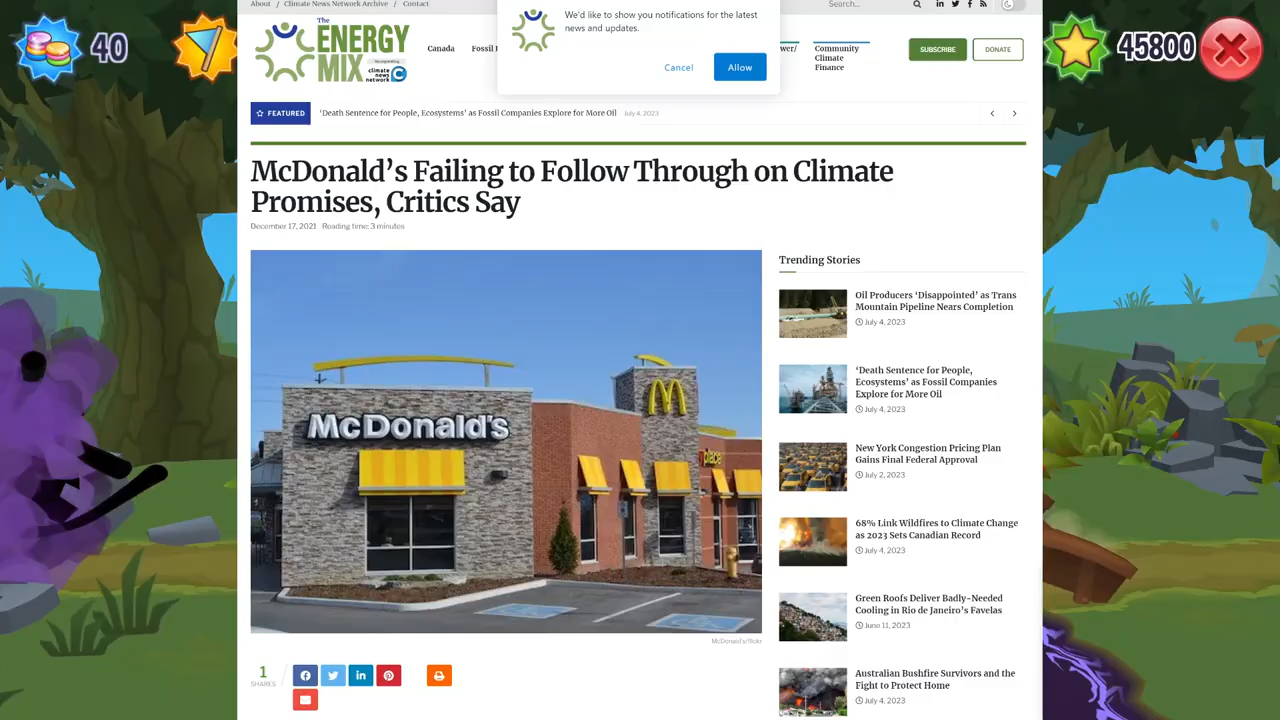 About / Climate News Network Archive / Contact
Search...
The
ENERGY
MIX
climate
news
network
Canada
We'd like to show you notifications for the latest
news and updates.
Cancel
Allow
Community
Climate
Finance
SUBSCRIBE
DONATE
40
45800
FEATURED
‘Death Sentence for People, Ecosystems’ as Fossil Companies Explore for More Oil July 4, 2023
McDonald’s Failing to Follow Through on Climate
Promises, Critics Say
December 17, 2021 Reading time: 3 minutes
McDonald's
place
McDonald's/flickr
1
SHARES
Trending Stories
Oil Producers ‘Disappointed’ as Trans
Mountain Pipeline Nears Completion
July 4, 2023
‘Death Sentence for People,
Ecosystems’ as Fossil Companies
Explore for More Oil
July 4, 2023
New York Congestion Pricing Plan
Gains Final Federal Approval
July 2, 2023
68% Link Wildfires to Climate Change
as 2023 Sets Canadian Record
July 4, 2023
Green Roofs Deliver Badly-Needed
Cooling in Rio de Janeiro’s Favelas
June 11, 2023
Australian Bushfire Survivors and the
Fight to Protect Home
July 4, 2023